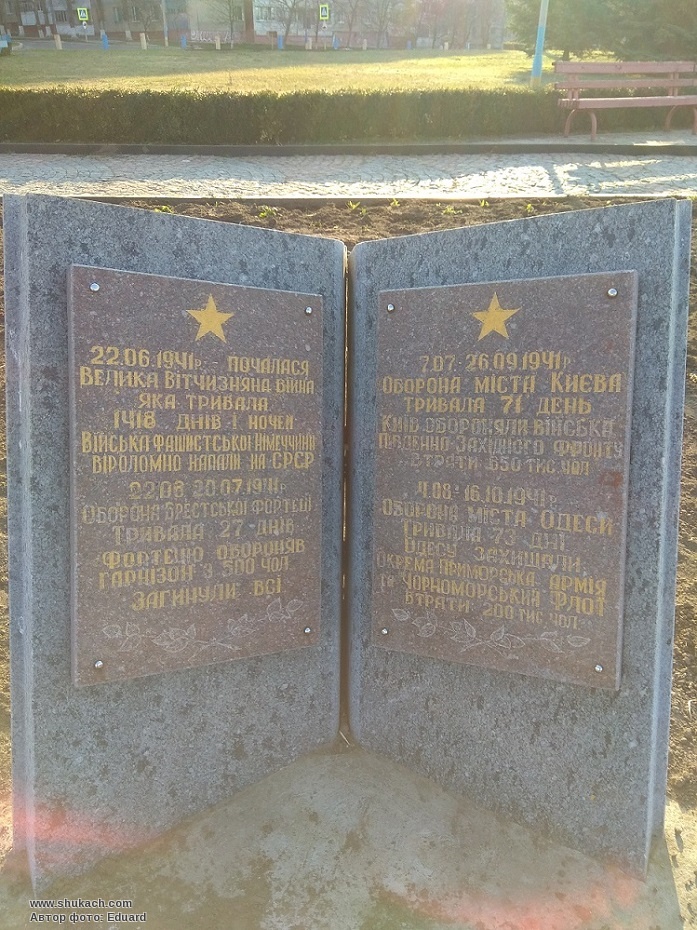 22.06.1941р. - почалася
Велика Вітчизняна війна
яка тривала
1418 днів і ночей
Війська фашистської Німеччини
віроломно напали на СРСР
22.06 20.07.1941р.
Оборона Брестської фортеці
тривала 27 днів
Фортецю обороняв
гарнізон з 500 чол.
Загинули всі
7.07-26.09.1941р.
Оборона міста Києва
тривала 71 день
Київ обороняли війська
Південно-Західного фронту
Втрати 650 тис. чол
4.08-16.10.1941р.
Оборона міста Одеси
тривала 73 дні
Одесу захищали:
Окрема Приморська армія
та Чорноморський флот
Втрати 200 тис. чол
www.shukach.com
Автор фото: Eduard